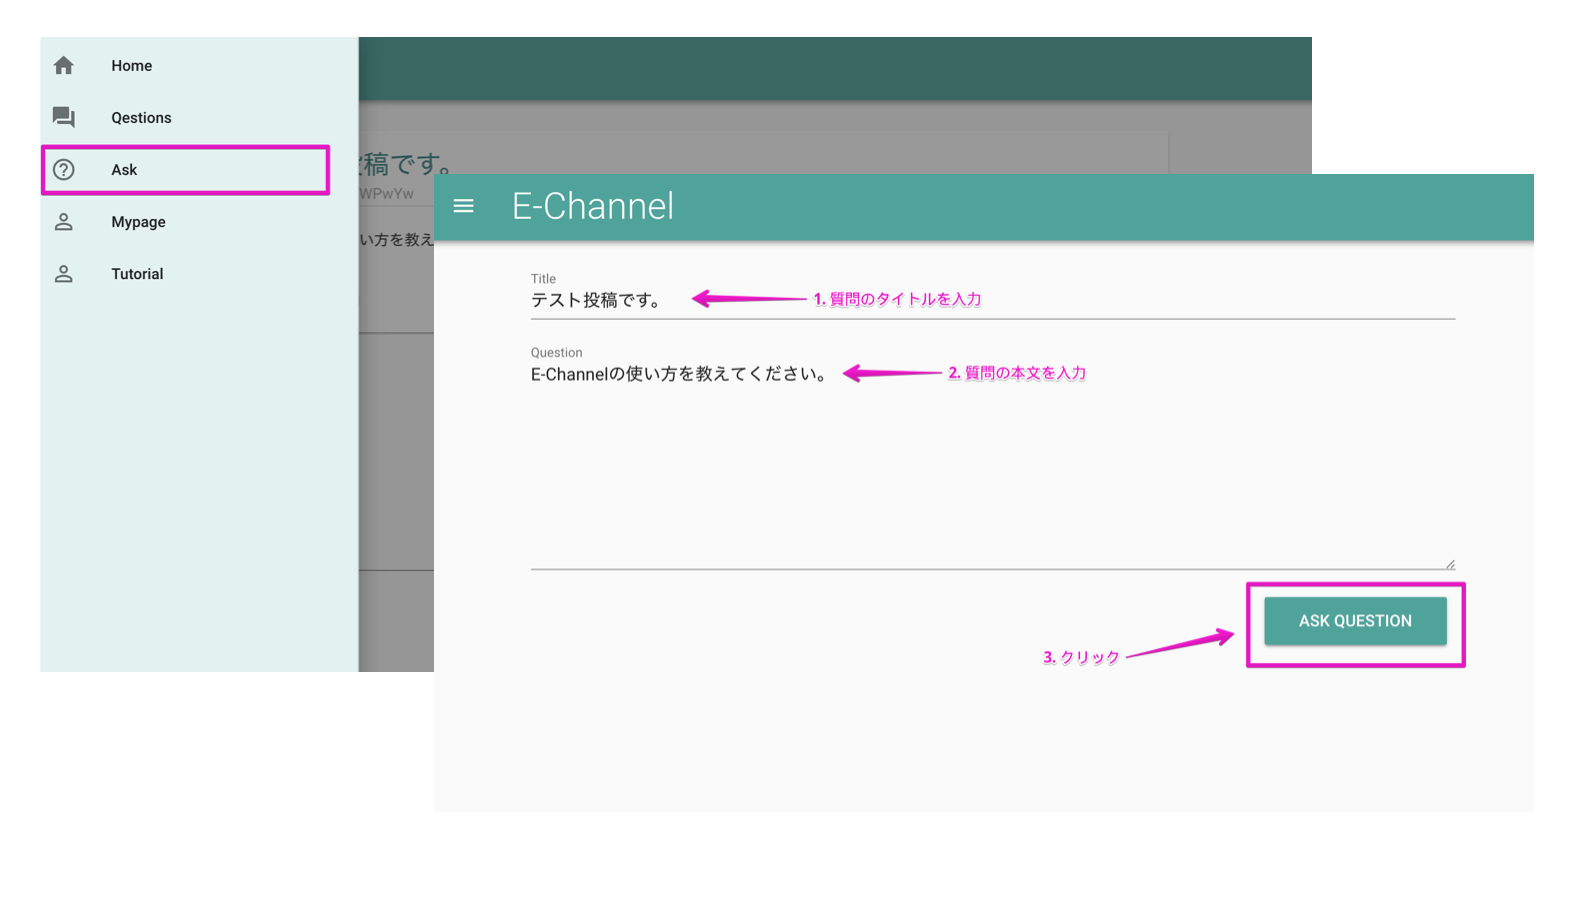 Home
Qestions
Ask
Mypage
Tutorial
稿です。
WPwYw
い方を教え
E-Channel
Title
テスト投稿です。
1. 質問のタイトルを入力
Question
E-Channelの使い方を教えてください。
2. 質問の本文を入力
ASK QUESTION
3. クリック